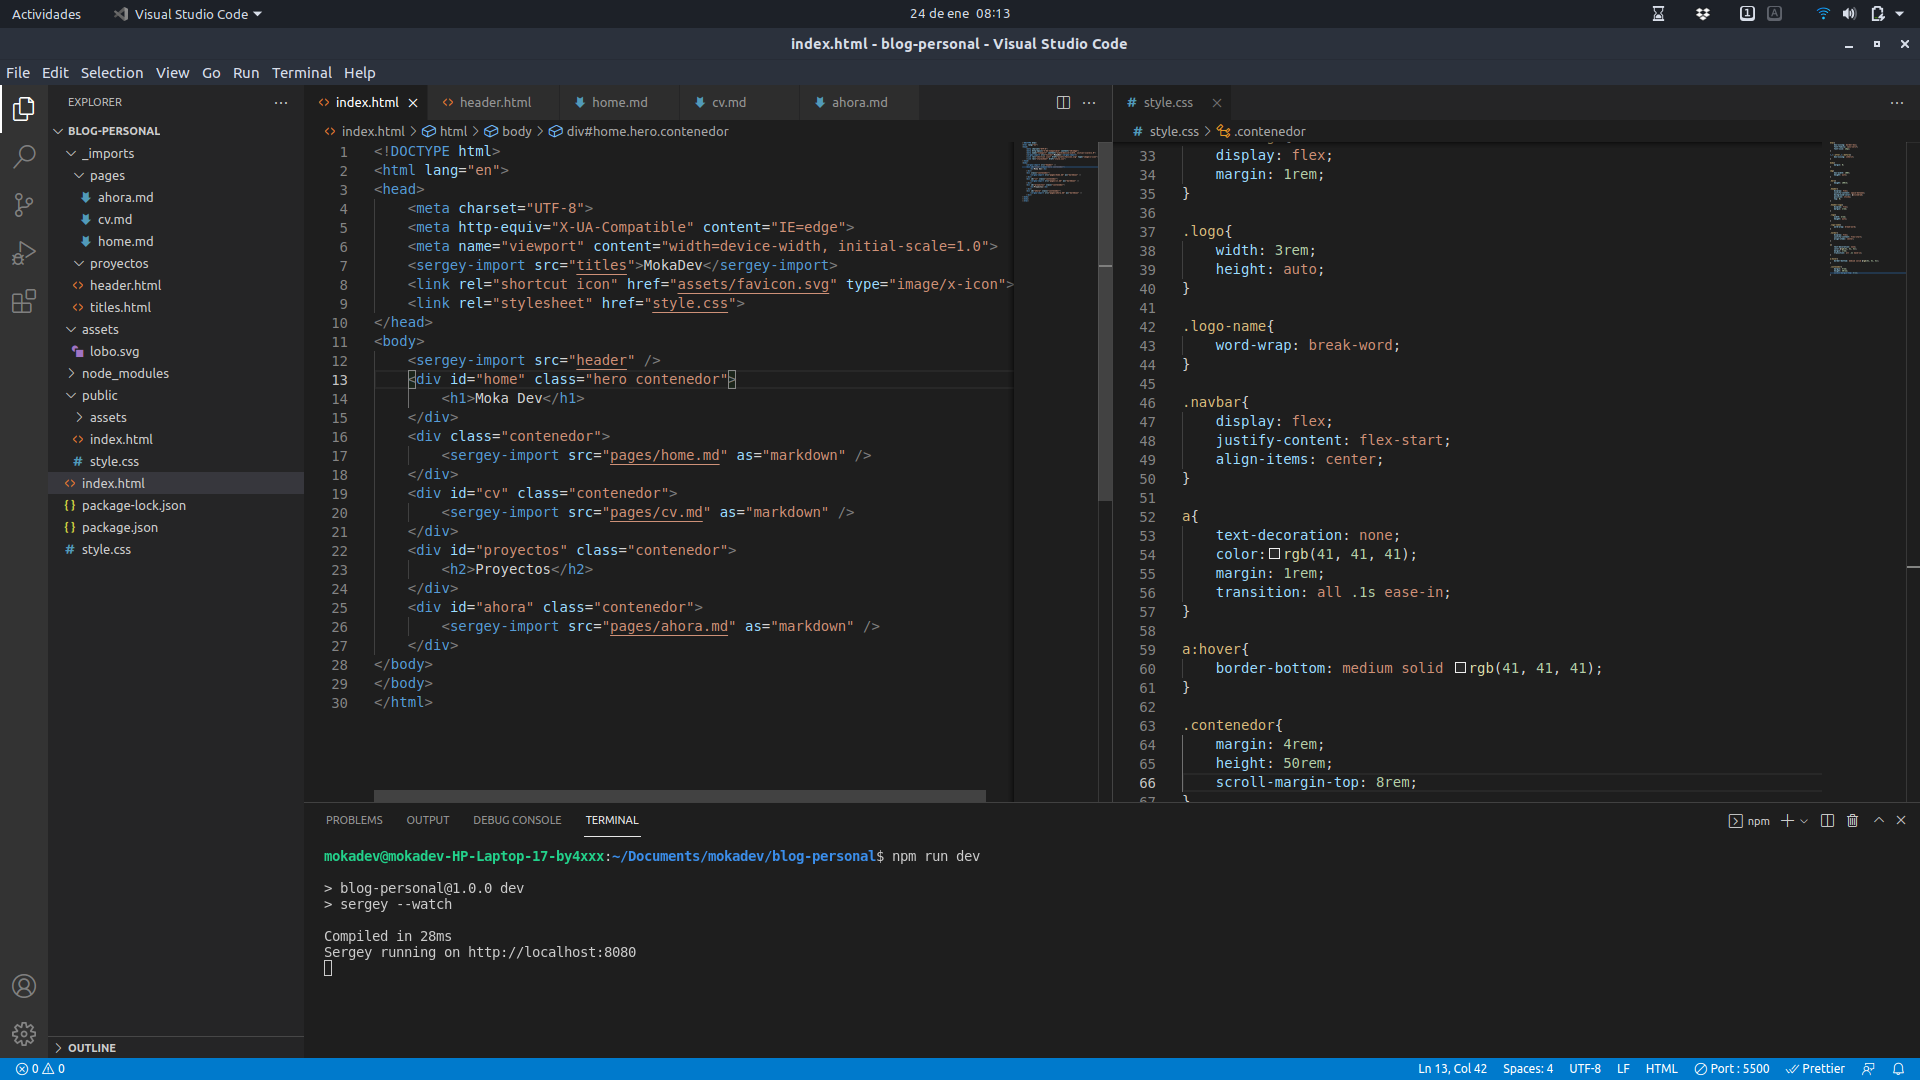 Actividades
Visual Studio Code
24 de ene 08:13
1
A
index.html - blog-personal - Visual Studio Code
File Edit Selection View Go Run Terminal Help
EXPLORER
BLOG-PERSONAL
_imports
pages
ahora.md
cv.md
home.md
proyectos
header.html
titles.html
assets
lobo.svg
node_modules
public
assets
index.html
style.css
index.html
package-lock.json
package.json
style.css
OUTLINE
index.html header.html home.md cv.md ahora.md
index.html > html > body > div#home.hero.contenedor
1 <!DOCTYPE html>
2 <html lang="en">
3 <head>
4 <meta charset="UTF-8">
5 <meta http-equiv="X-UA-Compatible" content="IE=edge">
6 <meta name="viewport" content="width=device-width, initial-scale=1.0">
7 <sergey-import src="titles">MokaDev</sergey-import>
8 <link rel="shortcut icon" href="assets/favicon.svg" type="image/x-icon">
9 <link rel="stylesheet" href="style.css">
10 </head>
11 <body>
12 <sergey-import src="header" />
13 <div id="home" class="hero contenedor">
14 <h1>Moka Dev</h1>
15 </div>
16 <div class="contenedor">
17 <sergey-import src="pages/home.md" as="markdown" />
18 </div>
19 <div id="cv" class="contenedor">
20 <sergey-import src="pages/cv.md" as="markdown" />
21 </div>
22 <div id="proyectos" class="contenedor">
23 <h2>Proyectos</h2>
24 </div>
25 <div id="ahora" class="contenedor">
26 <sergey-import src="pages/ahora.md" as="markdown" />
27 </div>
28 </body>
29 </body>
30 </html>
# style.css
# style.css > .contenedor
33 display: flex;
34 margin: 1rem;
35 }
36
37 .logo{
38 width: 3rem;
39 height: auto;
40 }
41
42 .logo-name{
43 word-wrap: break-word;
44 }
45
46 .navbar{
47 display: flex;
48 justify-content: flex-start;
49 align-items: center;
50 }
51
52 a{
53 text-decoration: none;
54 color: rgb(41, 41, 41);
55 margin: 1rem;
56 transition: all .1s ease-in;
57 }
58
59 a:hover{
60 border-bottom: medium solid rgb(41, 41, 41);
61 }
62
63 .contenedor{
64 margin: 4rem;
65 height: 50rem;
66 scroll-margin-top: 8rem;
67 }
PROBLEMS OUTPUT DEBUG CONSOLE TERMINAL
npm
mokadev@mokadev-HP-Laptop-17-by4xxx:~/Documents/mokadev/blog-personal$ npm run dev
> blog-personal@1.0.0 dev
> sergey --watch
Compiled in 28ms
Sergey running on http://localhost:8080
0 0
Ln 13, Col 42 Spaces: 4 UTF-8 LF HTML Port : 5500 Prettier